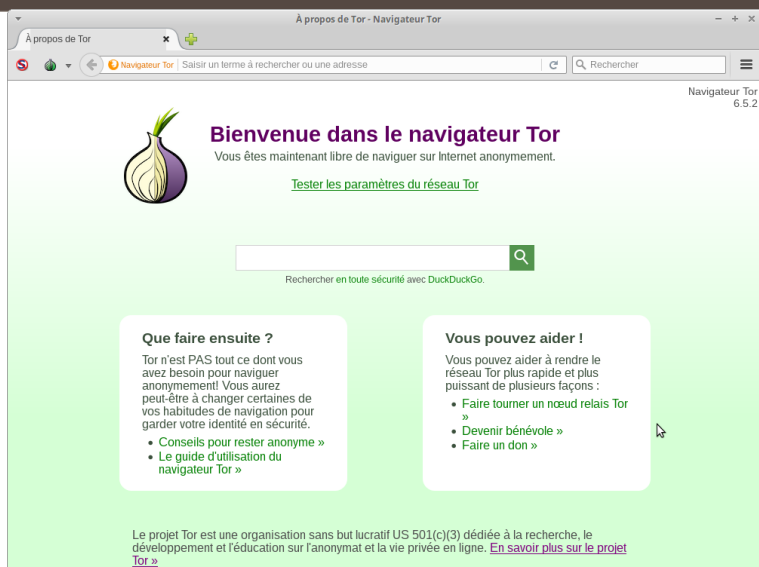 À propos de Tor - Navigateur Tor
À propos de Tor
Navigateur Tor
Saisir un terme à rechercher ou une adresse
Rechercher
Navigateur Tor
6.5.2
Bienvenue dans le navigateur Tor
Vous êtes maintenant libre de naviguer sur Internet anonymement.
Tester les paramètres du réseau Tor
Rechercher en toute sécurité avec DuckDuckGo.
Que faire ensuite ?
Tor n'est PAS tout ce dont vous
avez besoin pour naviguer
anonymement! Vous aurez
peut-être à changer certaines de
vos habitudes de navigation pour
garder votre identité en sécurité.
Conseils pour rester anonyme »
Le guide d'utilisation du
navigateur Tor »
Vous pouvez aider !
Vous pouvez aider à rendre le
réseau Tor plus rapide et plus
puissant de plusieurs façons :
Faire tourner un nœud relais Tor
»
Devenir bénévole »
Faire un don »
Le projet Tor est une organisation sans but lucratif US 501(c)(3) dédiée à la recherche, le
développement et l'éducation sur l'anonymat et la vie privée en ligne. En savoir plus sur le projet
Tor »